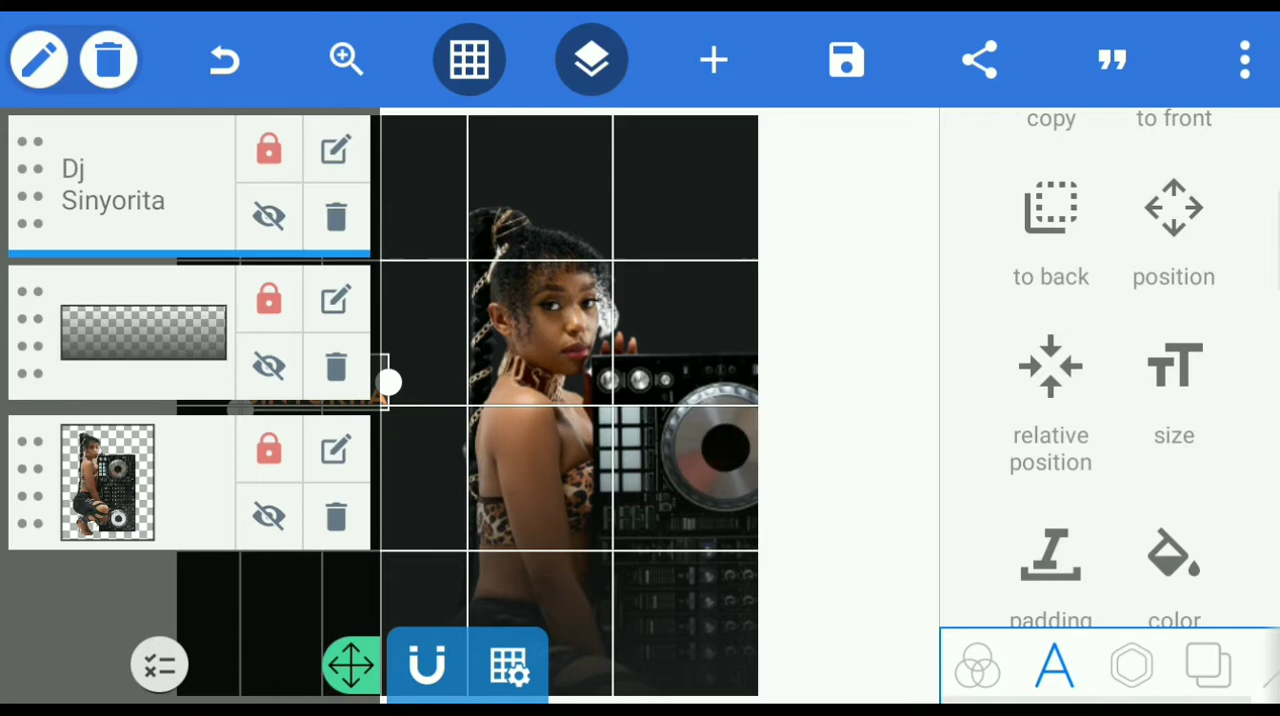 copy
to front
Dj
Sinyorita
to back
position
relative
position
size
padding
color